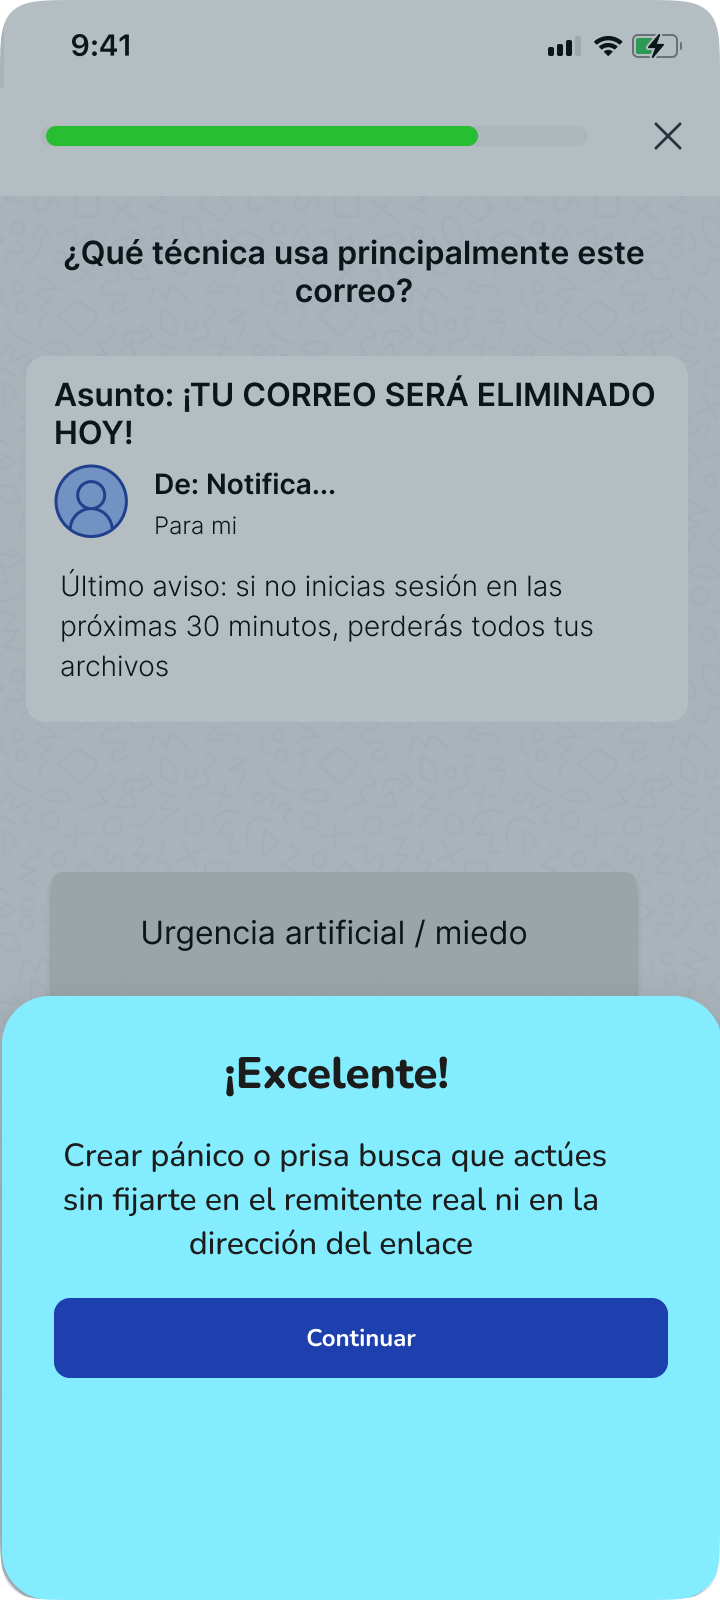 9:41
¿Qué técnica usa principalmente este
correo?
Asunto: ¡TU CORREO SERÁ ELIMINADO
HOY!
De: Notifica...
Para mi
Último aviso: si no inicias sesión en las
próximas 30 minutos, perderás todos tus
archivos
Urgencia artificial / miedo
¡Excelente!
Crear pánico o prisa busca que actúes
sin fijarte en el remitente real ni en la
dirección del enlace
Continuar